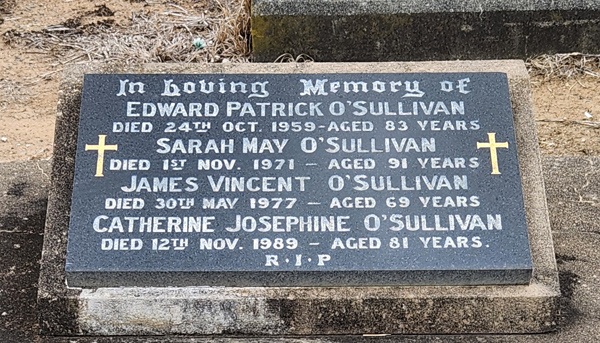 In Loving Memory of
EDWARD PATRICK O'SULLIVAN
DIED 24TH OCT. 1959-AGED 83 YEARS
SARAH MAY O'SULLIVAN
DIED 1ST NOV. 1971 - AGED 91 YEARS
JAMES VINCENT O'SULLIVAN
DIED 30TH MAY 1977 - AGED 69 YEARS
CATHERINE JOSEPHINE O'SULLIVAN
DIED 12TH NOV. 1989 - AGED 81 YEARS.
R·I·P